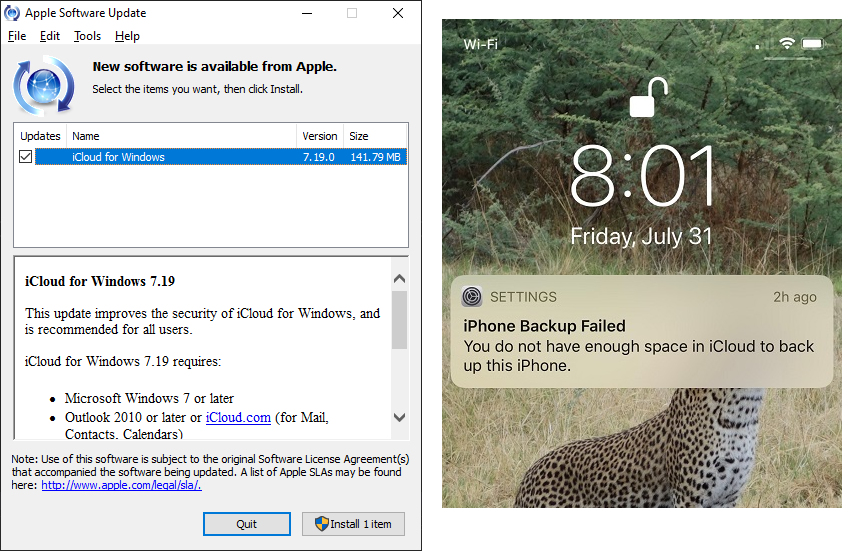 Apple Software Update
File Edit Tools Help
New software is available from Apple.
Select the items you want, then click Install.
Updates Name Version Size
iCloud for Windows 7.19.0 141.79 MB
iCloud for Windows 7.19
This update improves the security of iCloud for Windows, and
is recommended for all users.
iCloud for Windows 7.19 requires:
• Microsoft Windows 7 or later
• Outlook 2010 or later or iCloud.com (for Mail,
Contacts, Calendars)
Note: Use of this software is subject to the original Software License Agreement(s)
that accompanied the software being updated. A list of Apple SLAs may be found
here: http://www.apple.com/legal/sla/.
Quit Install 1 item
Wi-Fi
8:01
Friday, July 31
SETTINGS 2h ago
iPhone Backup Failed
You do not have enough space in iCloud to back
up this iPhone.